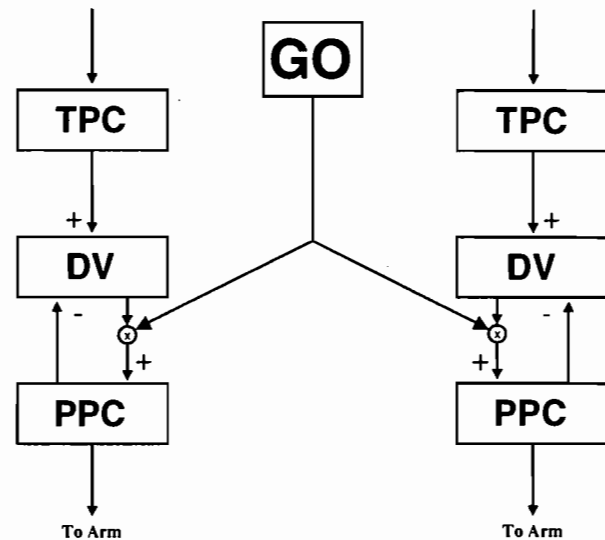 GO
TPC
TPC
+
+
DV
DV
-
-
x
x
+
+
PPC
PPC
To Arm
To Arm